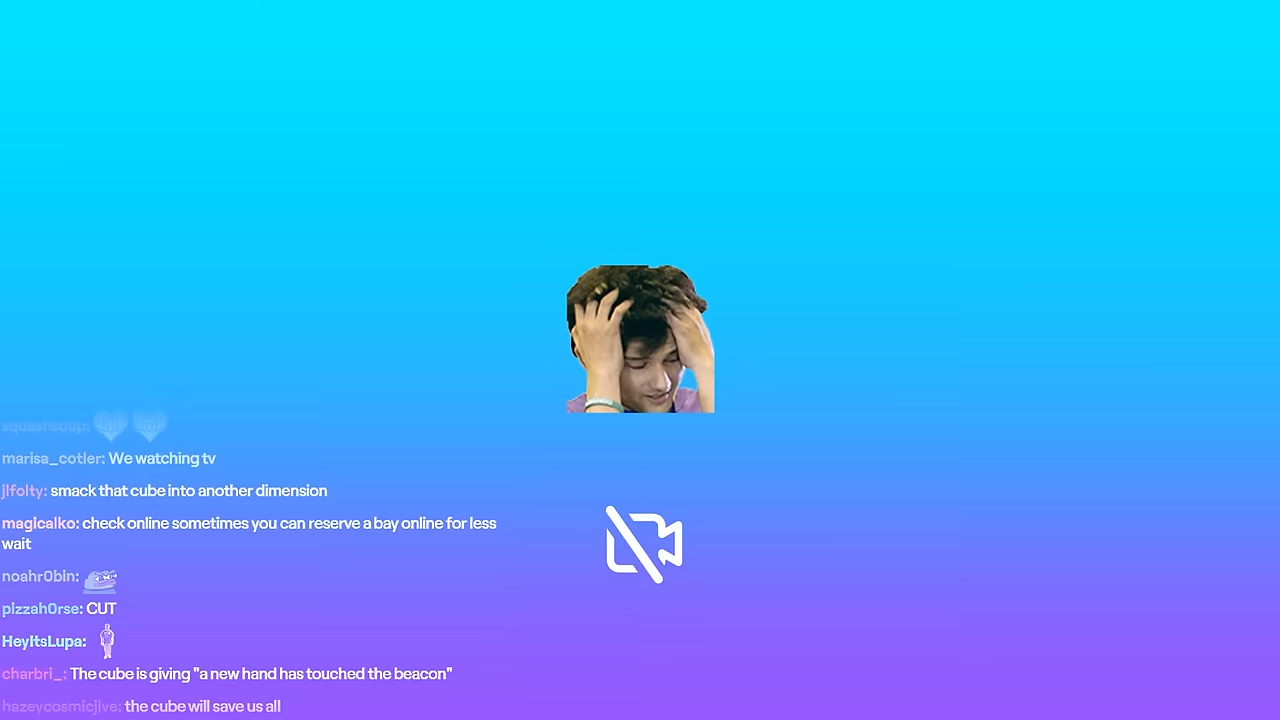 squashsoup:
marisa_cotler: We watching tv
jlfolty: smack that cube into another dimension
magicalko: check online sometimes you can reserve a bay online for less
wait
noahr0bin:
pizzah0rse: CUT
HeyItsLupa:
charbri_: The cube is giving "a new hand has touched the beacon"
hazeycosmicjive: the cube will save us all